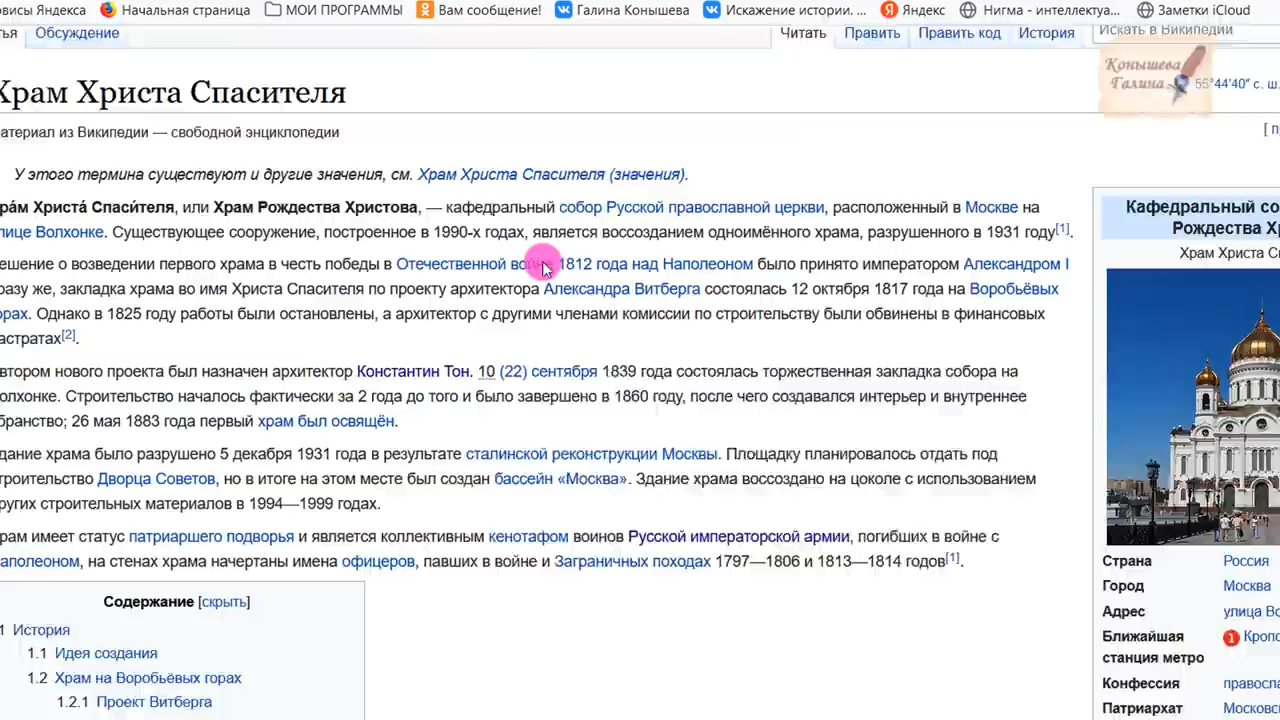 рвисы Яндекса Начальная страница МОИ ПРОГРАММЫ Вам сообщение! Галина Конышева Искажение истории. ... Яндекс Нигма - интеллектуа... Заметки iCloud
тья Обсуждение Читать Править Править код История Искать в Википедии
Конышева
Галина
55°44′40″ с. ш.
Храм Христа Спасителя
атериал из Википедии — свободной энциклопедии
[ п
У этого термина существуют и другие значения, см. Храм Христа Спасителя (значения).
ра́м Христа́ Спаси́теля, или Храм Рождества Христова, — кафедральный собор Русской православной церкви, расположенный в Москве на
лице Волхонке. Существующее сооружение, построенное в 1990-х годах, является воссозданием одноимённого храма, разрушенного в 1931 году[1].
ешение о возведении первого храма в честь победы в Отечественной войне 1812 года над Наполеоном было принято императором Александром I
разу же, закладка храма во имя Христа Спасителя по проекту архитектора Александра Витберга состоялась 12 октября 1817 года на Воробьёвых
орах. Однако в 1825 году работы были остановлены, а архитектор с другими членами комиссии по строительству были обвинены в финансовых
астратах[2].
втором нового проекта был назначен архитектор Константин Тон. 10 (22) сентября 1839 года состоялась торжественная закладка собора на
олхонке. Строительство началось фактически за 2 года до того и было завершено в 1860 году, после чего создавался интерьер и внутреннее
бранство; 26 мая 1883 года первый храм был освящён.
дание храма было разрушено 5 декабря 1931 года в результате сталинской реконструкции Москвы. Площадку планировалось отдать под
троительство Дворца Советов, но в итоге на этом месте был создан бассейн «Москва». Здание храма воссоздано на цоколе с использованием
ругих строительных материалов в 1994—1999 годах.
рам имеет статус патриаршего подворья и является коллективным кенотафом воинов Русской императорской армии, погибших в войне с
аполеоном, на стенах храма начертаны имена офицеров, павших в войне и Заграничных походах 1797—1806 и 1813—1814 годов[1].
Содержание [скрыть]
1 История
1.1 Идея создания
1.2 Храм на Воробьёвых горах
1.2.1 Проект Витберга
Кафедральный со
Рождества Хр
Храм Христа С
Страна Россия
Город Москва
Адрес улица Во
Ближайшая 1 Кропо
станция метро
Конфессия правосла
Патриархат Московс